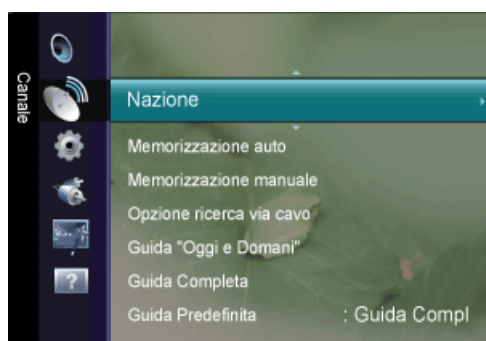 Canale
Nazione
Memorizzazione auto
Memorizzazione manuale
Opzione ricerca via cavo
Guida "Oggi e Domani"
Guida Completa
Guida Predefinita : Guida Compl
?